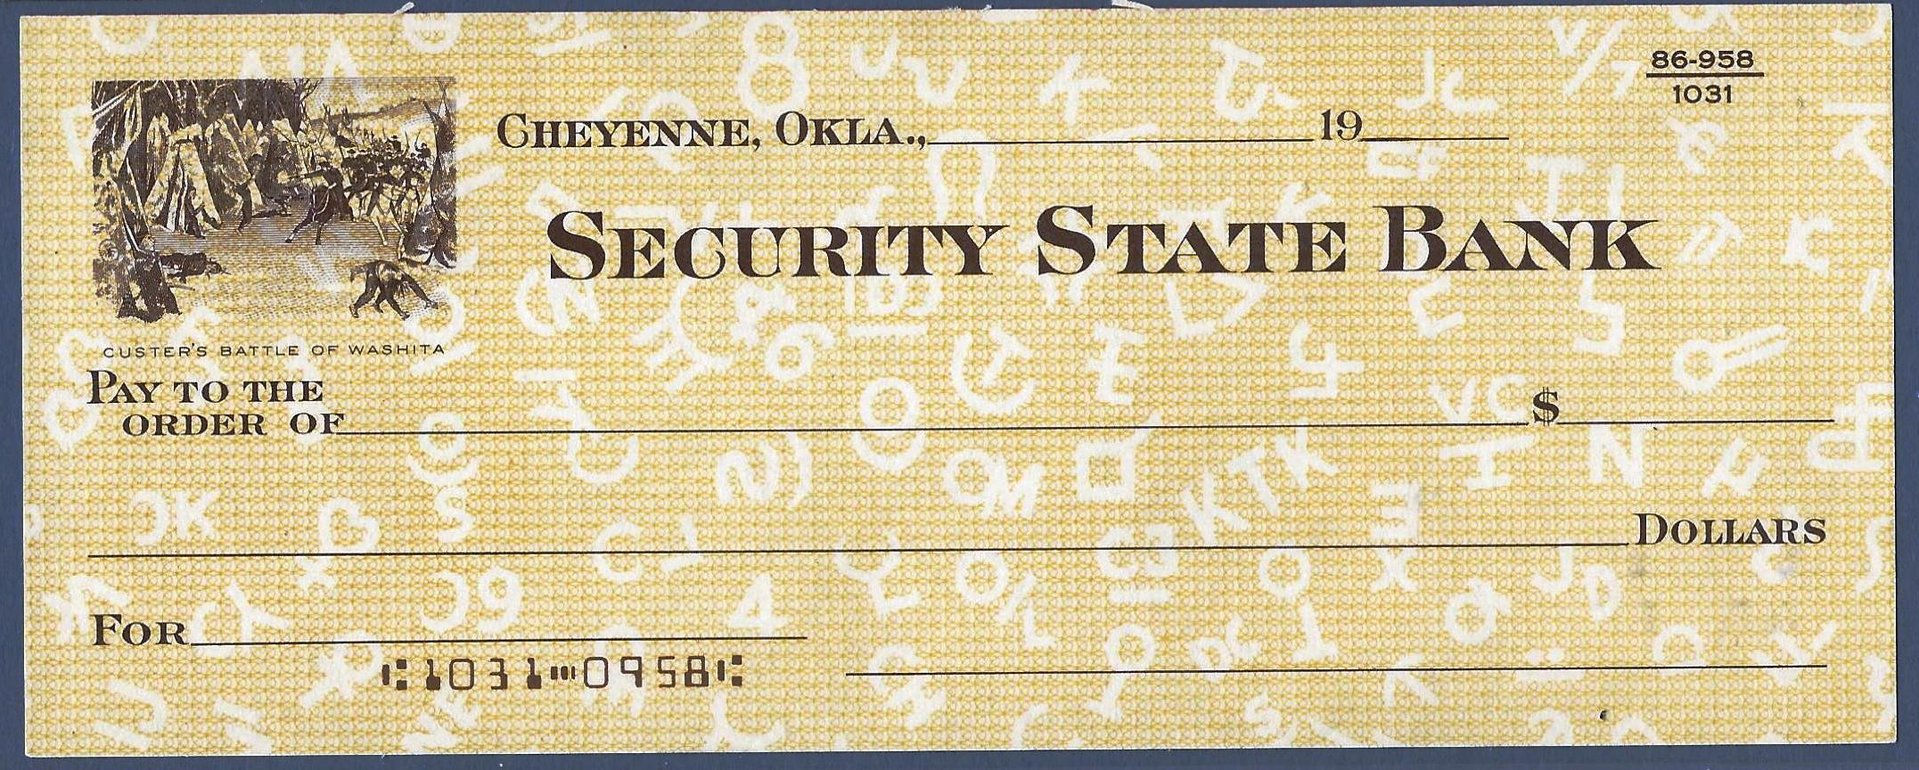 86-958
1031
CHEYENNE, OKLA., 19
SECURITY STATE BANK
CUSTER'S BATTLE OF WASHITA
PAY TO THE
ORDER OF $
DOLLARS
FOR
⑆1031⑉0958⑆